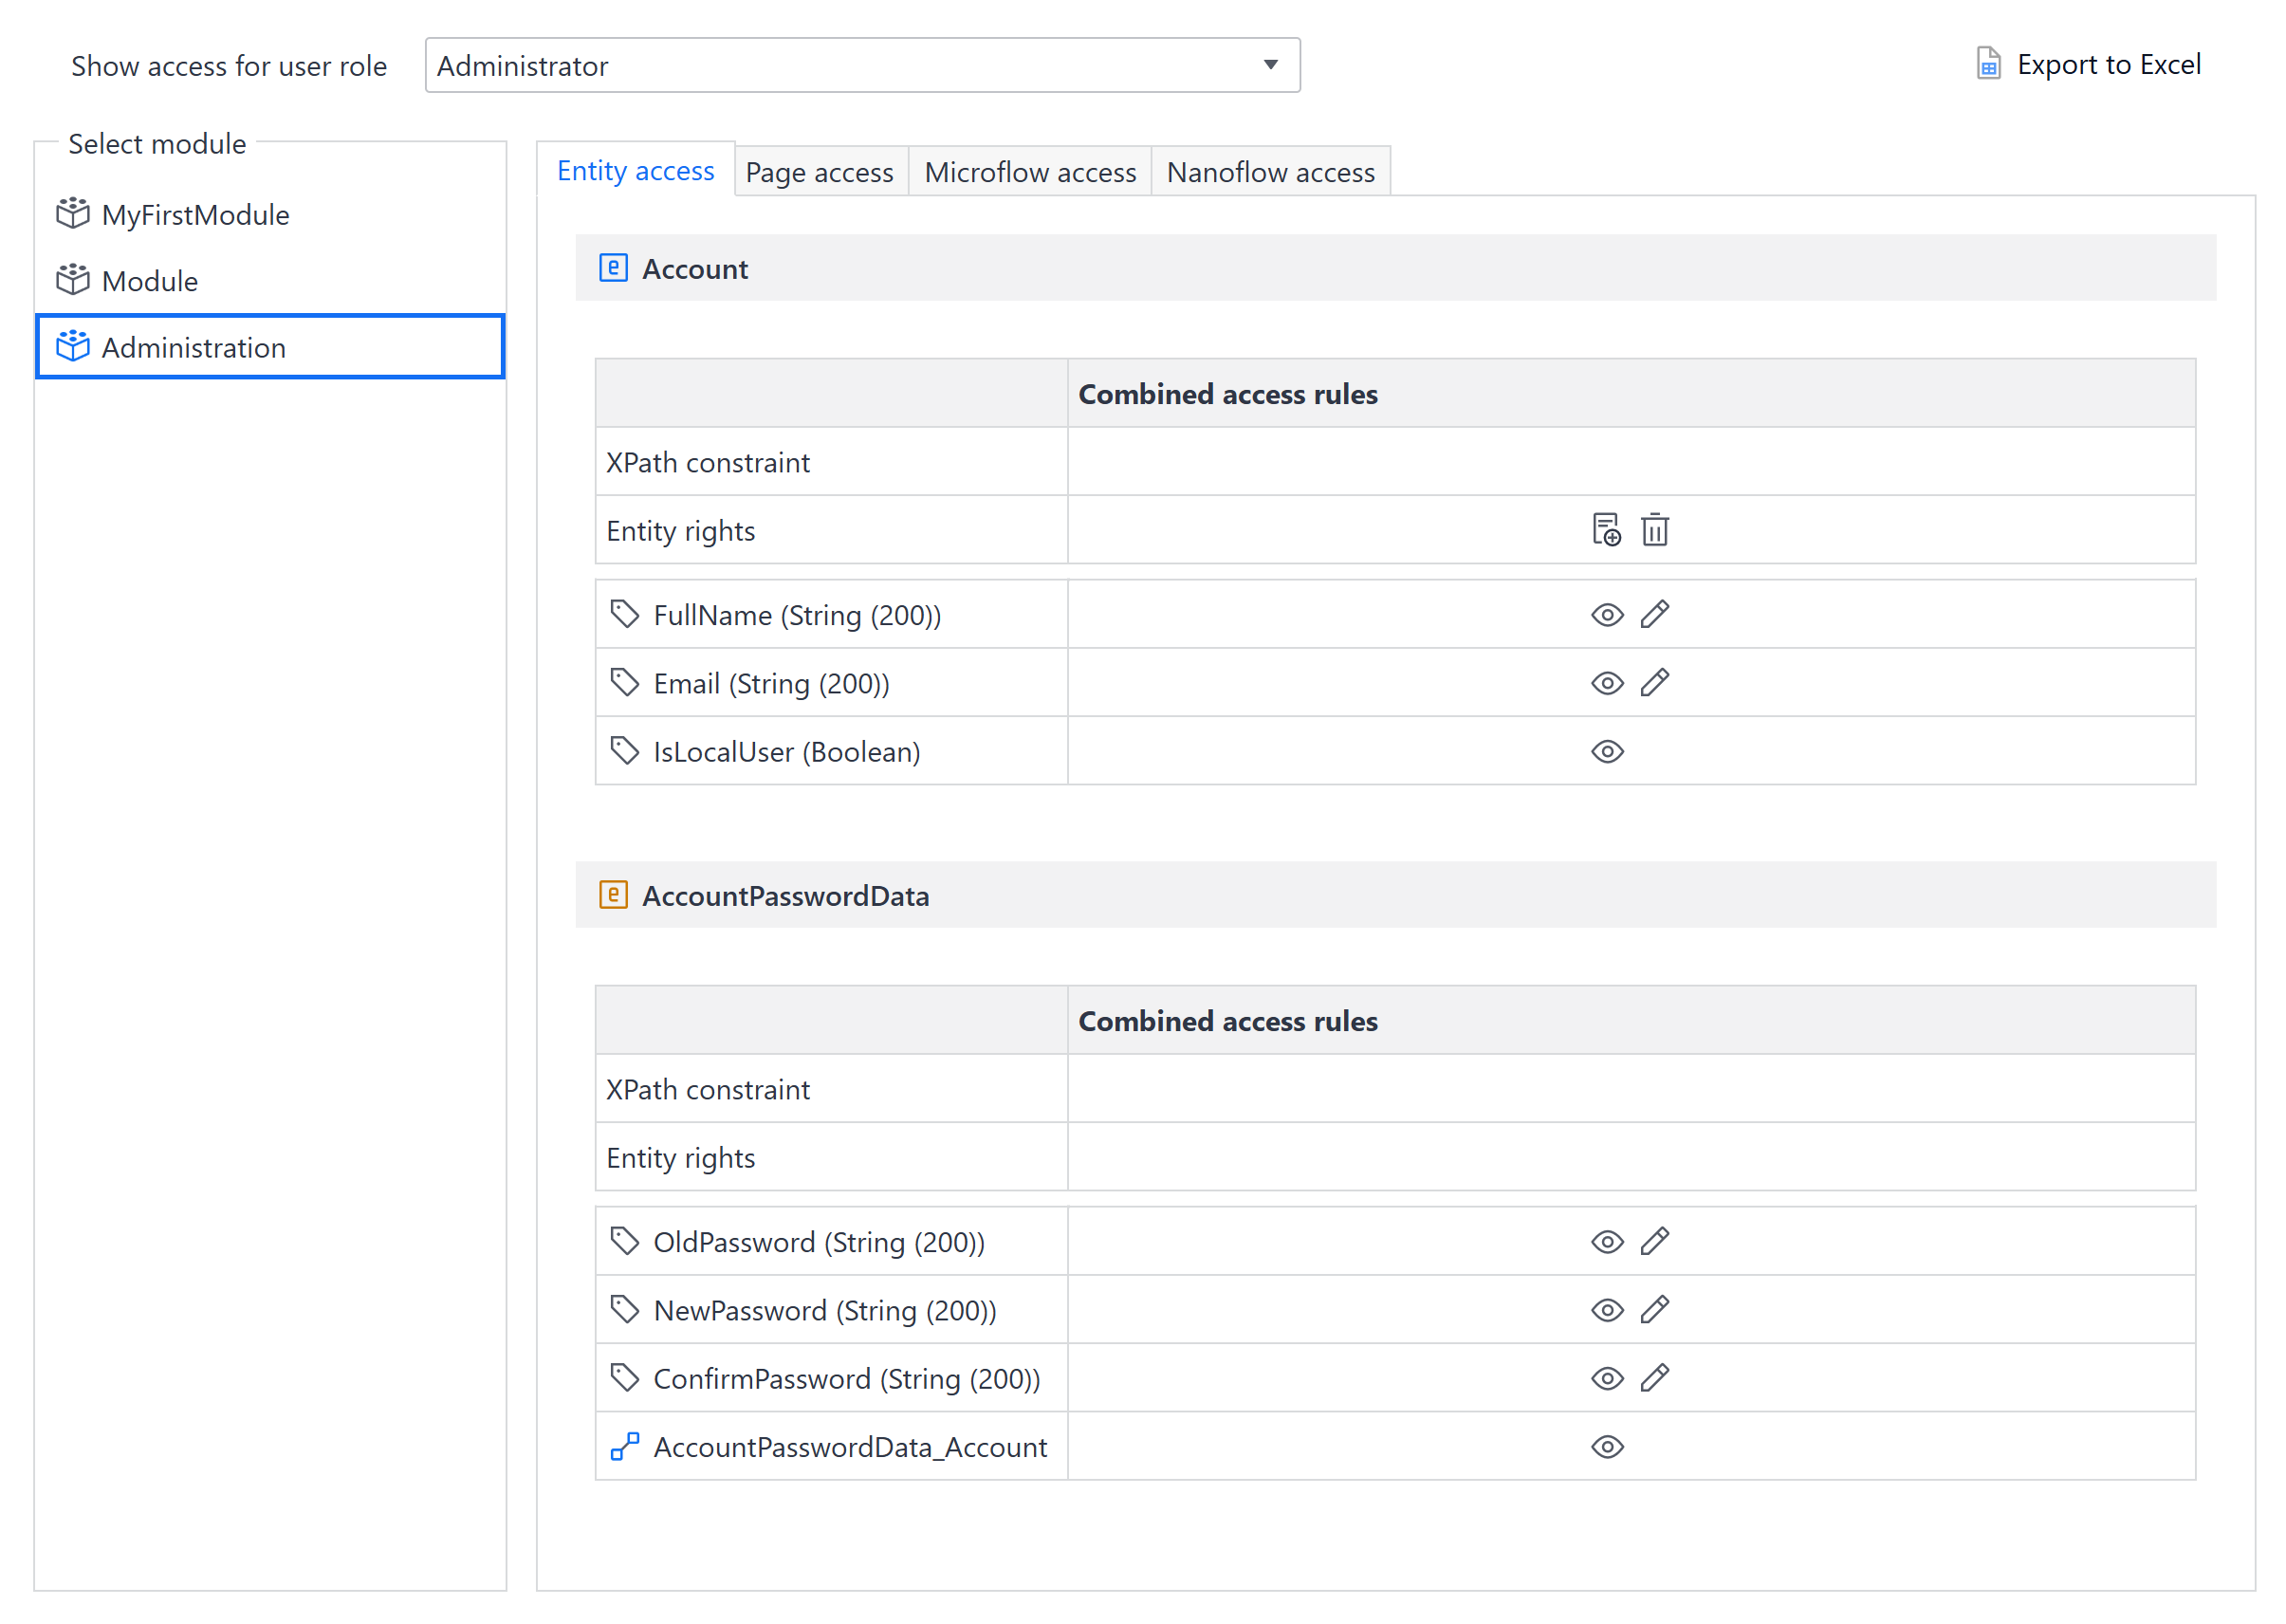 Show access for user role
Administrator
Export to Excel
Select module
MyFirstModule
Module
Administration
Entity access
Page access
Microflow access
Nanoflow access
Account
Combined access rules
XPath constraint
Entity rights
FullName (String (200))
Email (String (200))
IsLocalUser (Boolean)
AccountPasswordData
Combined access rules
XPath constraint
Entity rights
OldPassword (String (200))
NewPassword (String (200))
ConfirmPassword (String (200))
AccountPasswordData_Account